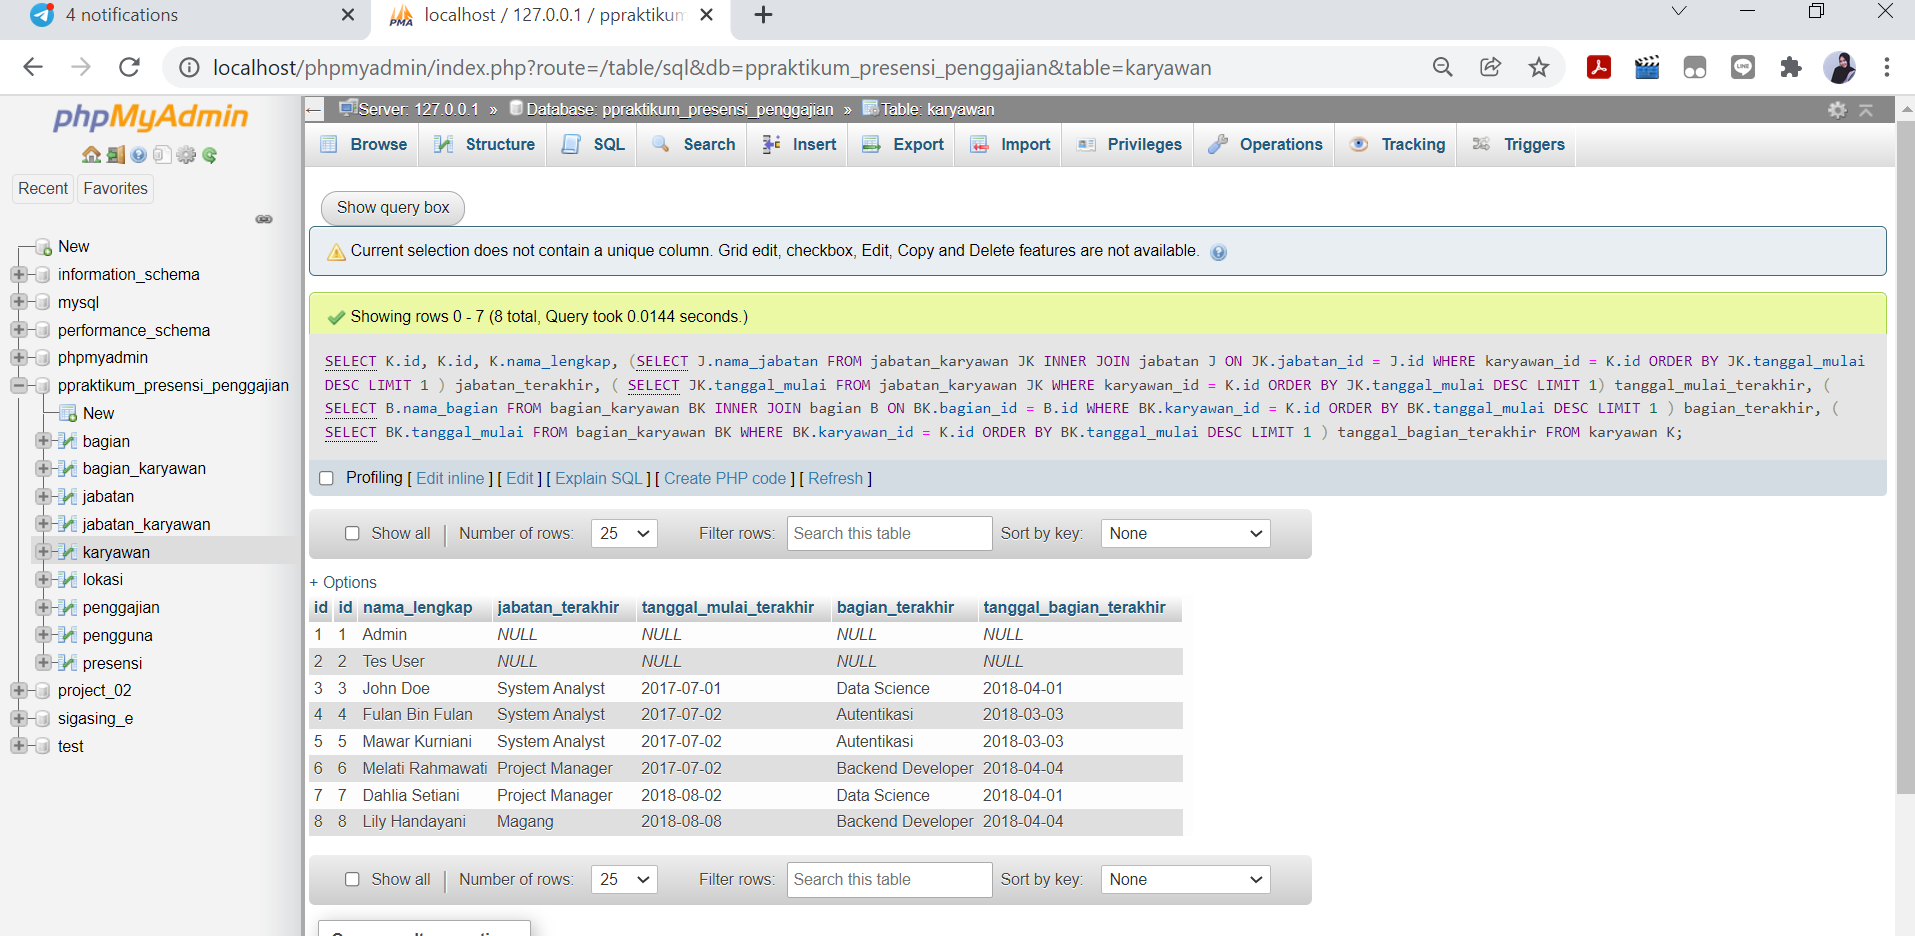 4 notifications
localhost / 127.0.0.1 / ppraktikum
localhost/phpmyadmin/index.php?route=/table/sql&db=ppraktikum_presensi_penggajian&table=karyawan
phpMyAdmin
Recent Favorites
New
information_schema
mysql
performance_schema
phpmyadmin
ppraktikum_presensi_penggajian
New
bagian
bagian_karyawan
jabatan
jabatan_karyawan
karyawan
lokasi
penggajian
pengguna
presensi
project_02
sigasing_e
test
Server: 127.0.0.1 » Database: ppraktikum_presensi_penggajian » Table: karyawan
Browse Structure SQL Search Insert Export Import Privileges Operations Tracking Triggers
Show query box
Current selection does not contain a unique column. Grid edit, checkbox, Edit, Copy and Delete features are not available.
Showing rows 0 - 7 (8 total, Query took 0.0144 seconds.)
SELECT K.id, K.id, K.nama_lengkap, (SELECT J.nama_jabatan FROM jabatan_karyawan JK INNER JOIN jabatan J ON JK.jabatan_id = J.id WHERE karyawan_id = K.id ORDER BY JK.tanggal_mulai
DESC LIMIT 1 ) jabatan_terakhir, ( SELECT JK.tanggal_mulai FROM jabatan_karyawan JK WHERE karyawan_id = K.id ORDER BY JK.tanggal_mulai DESC LIMIT 1) tanggal_mulai_terakhir, (
SELECT B.nama_bagian FROM bagian_karyawan BK INNER JOIN bagian B ON BK.bagian_id = B.id WHERE BK.karyawan_id = K.id ORDER BY BK.tanggal_mulai DESC LIMIT 1 ) bagian_terakhir, (
SELECT BK.tanggal_mulai FROM bagian_karyawan BK WHERE BK.karyawan_id = K.id ORDER BY BK.tanggal_mulai DESC LIMIT 1 ) tanggal_bagian_terakhir FROM karyawan K;
Profiling [ Edit inline ] [ Edit ] [ Explain SQL ] [ Create PHP code ] [ Refresh ]
Show all | Number of rows: 25 Filter rows: Search this table Sort by key: None
+ Options
id id nama_lengkap jabatan_terakhir tanggal_mulai_terakhir bagian_terakhir tanggal_bagian_terakhir
1 1 Admin NULL NULL NULL NULL
2 2 Tes User NULL NULL NULL NULL
3 3 John Doe System Analyst 2017-07-01 Data Science 2018-04-01
4 4 Fulan Bin Fulan System Analyst 2017-07-02 Autentikasi 2018-03-03
5 5 Mawar Kurniani System Analyst 2017-07-02 Autentikasi 2018-03-03
6 6 Melati Rahmawati Project Manager 2017-07-02 Backend Developer 2018-04-04
7 7 Dahlia Setiani Project Manager 2018-08-02 Data Science 2018-04-01
8 8 Lily Handayani Magang 2018-08-08 Backend Developer 2018-04-04
Show all | Number of rows: 25 Filter rows: Search this table Sort by key: None